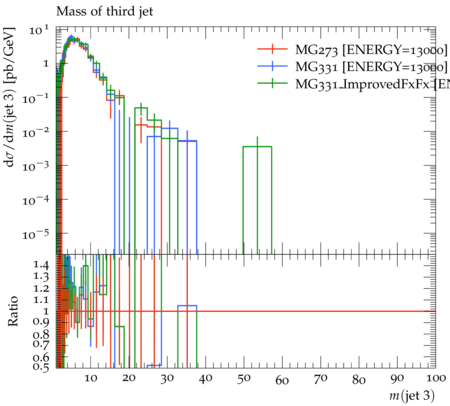 Mass of third jet
dσ/dm(jet 3) [pb/GeV]
10¹
1
10⁻¹
10⁻²
10⁻³
10⁻⁴
10⁻⁵
MG273 [ENERGY=13000]
MG331 [ENERGY=13000]
MG331.ImprovedFxFx [EN
Ratio
1.4
1.3
1.2
1.1
1
0.9
0.8
0.7
0.6
0.5
10 20 30 40 50 60 70 80 90 100
m(jet 3)